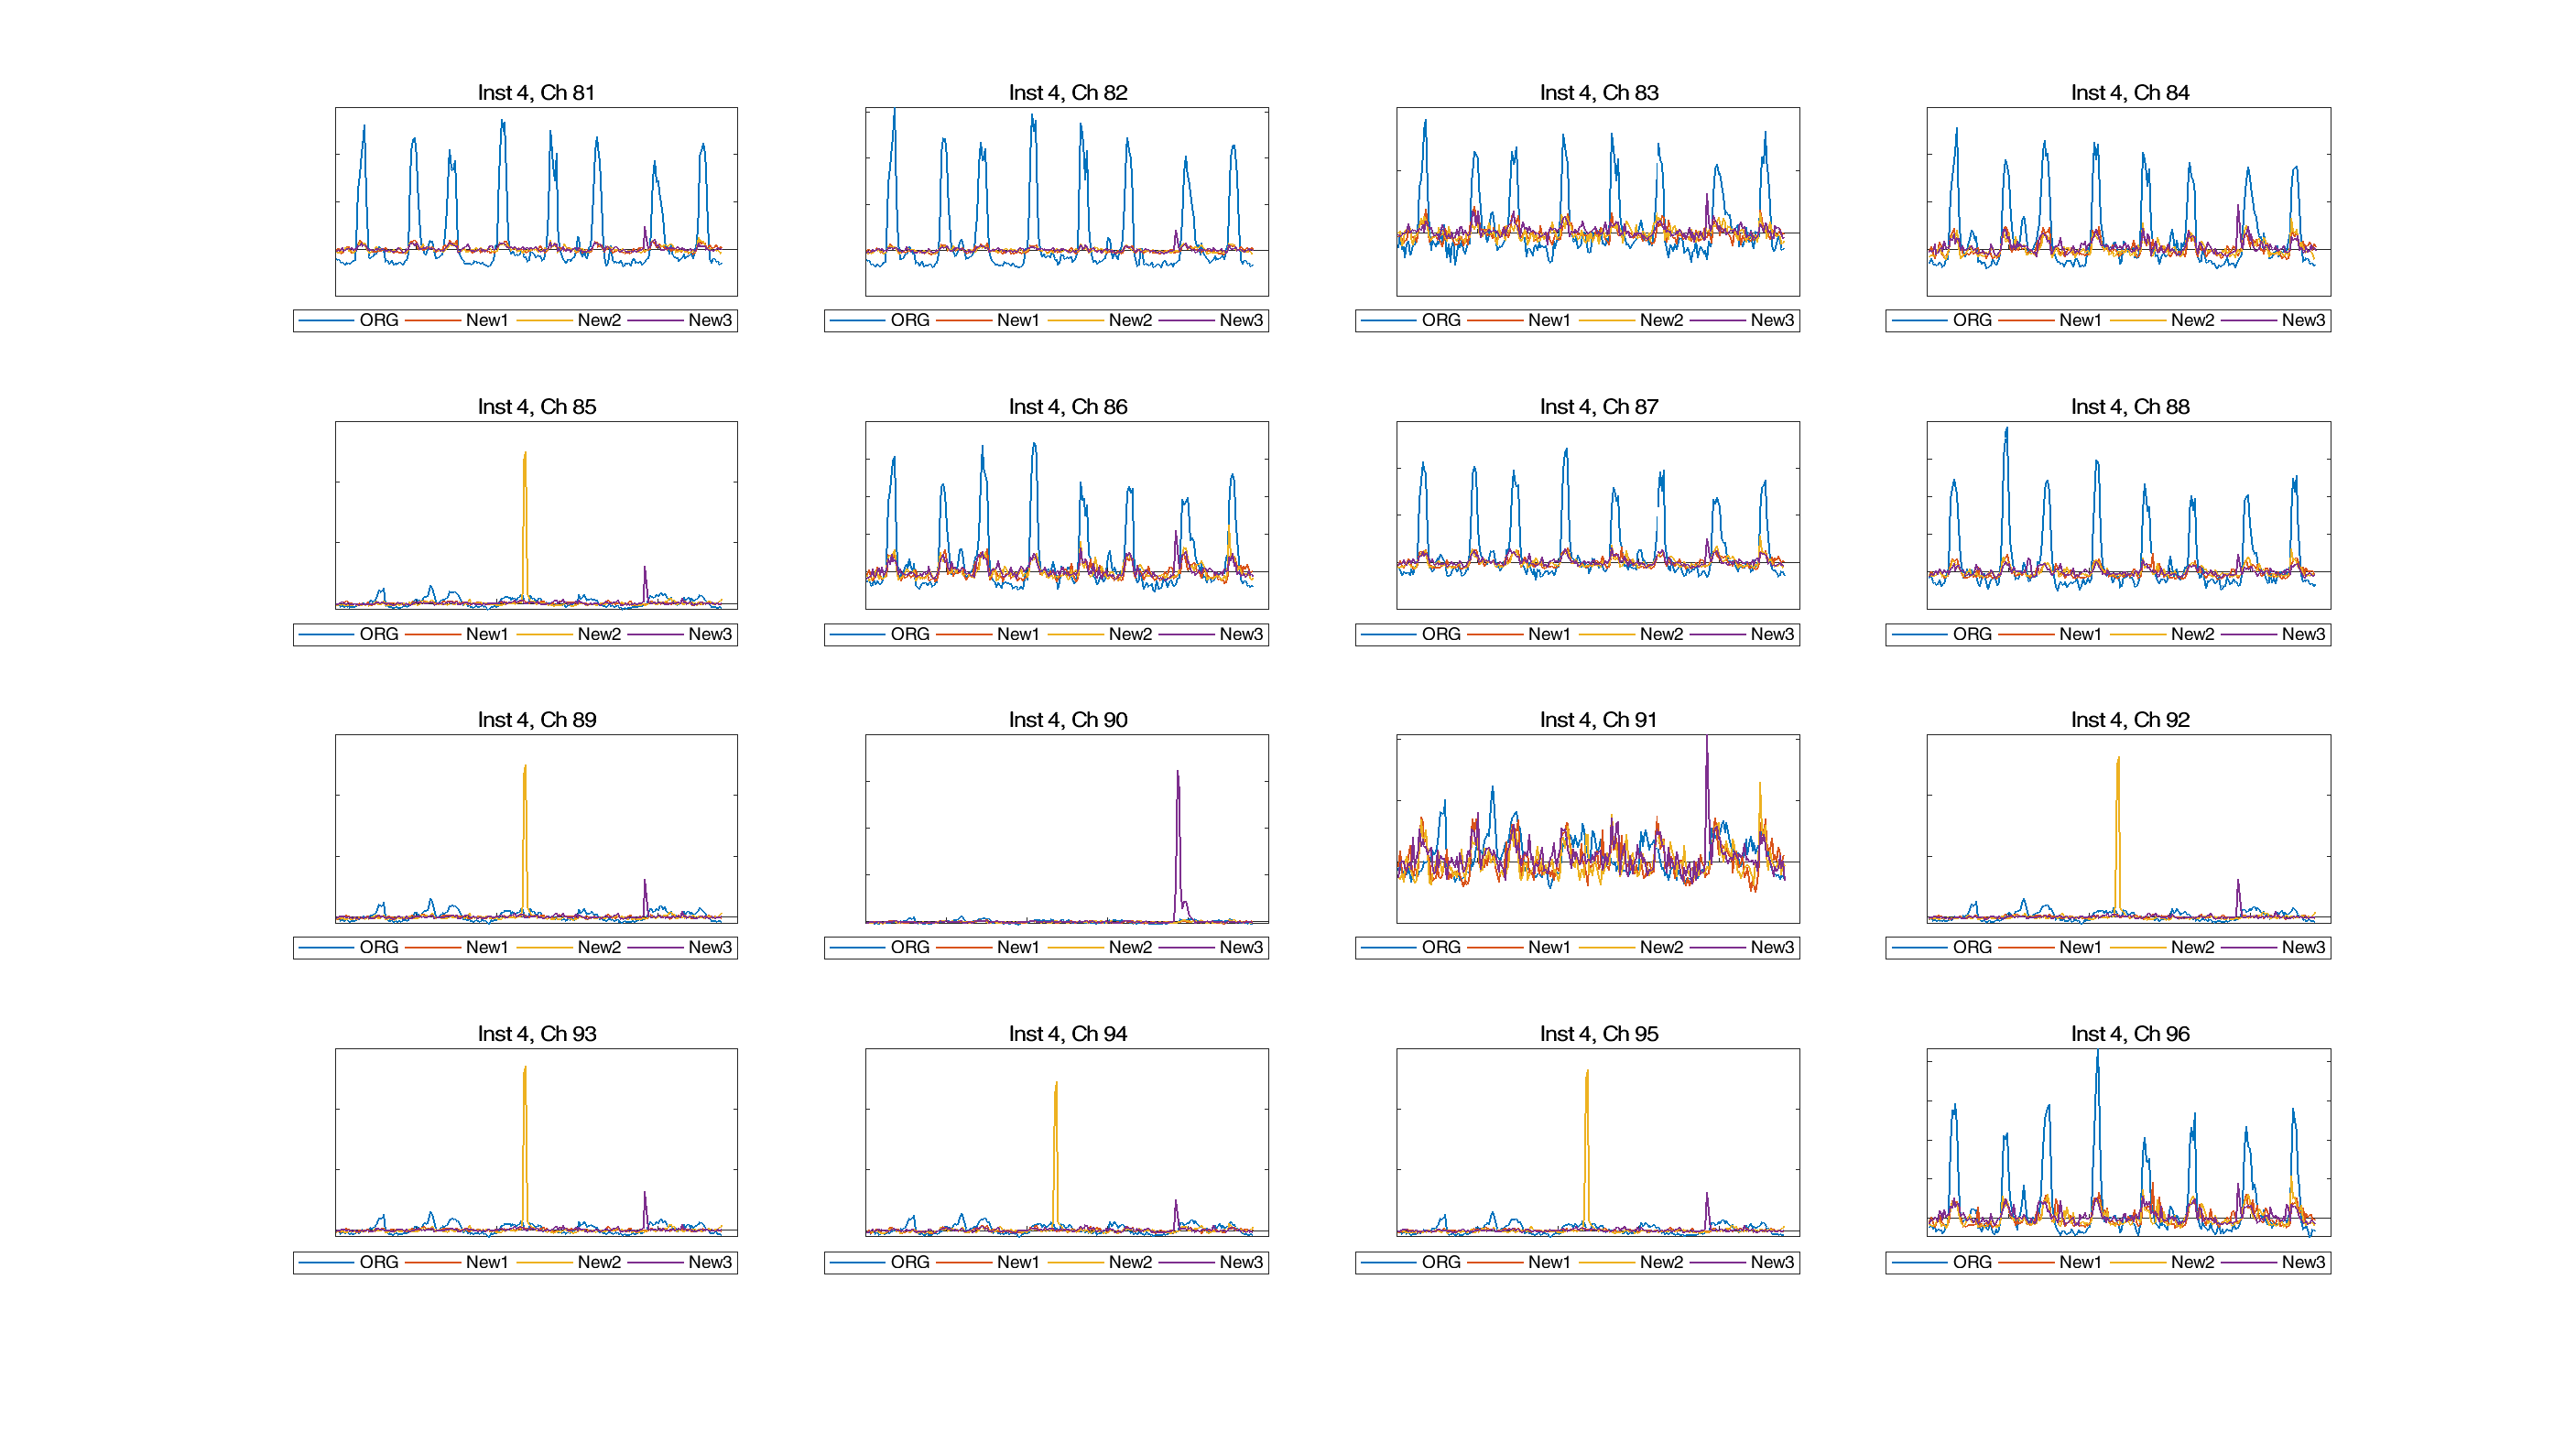 Inst 4, Ch 81
Inst 4, Ch 82
Inst 4, Ch 83
Inst 4, Ch 84
ORG New1 New2 New3
ORG New1 New2 New3
ORG New1 New2 New3
ORG New1 New2 New3
Inst 4, Ch 85
Inst 4, Ch 86
Inst 4, Ch 87
Inst 4, Ch 88
ORG New1 New2 New3
ORG New1 New2 New3
ORG New1 New2 New3
ORG New1 New2 New3
Inst 4, Ch 89
Inst 4, Ch 90
Inst 4, Ch 91
Inst 4, Ch 92
ORG New1 New2 New3
ORG New1 New2 New3
ORG New1 New2 New3
ORG New1 New2 New3
Inst 4, Ch 93
Inst 4, Ch 94
Inst 4, Ch 95
Inst 4, Ch 96
ORG New1 New2 New3
ORG New1 New2 New3
ORG New1 New2 New3
ORG New1 New2 New3